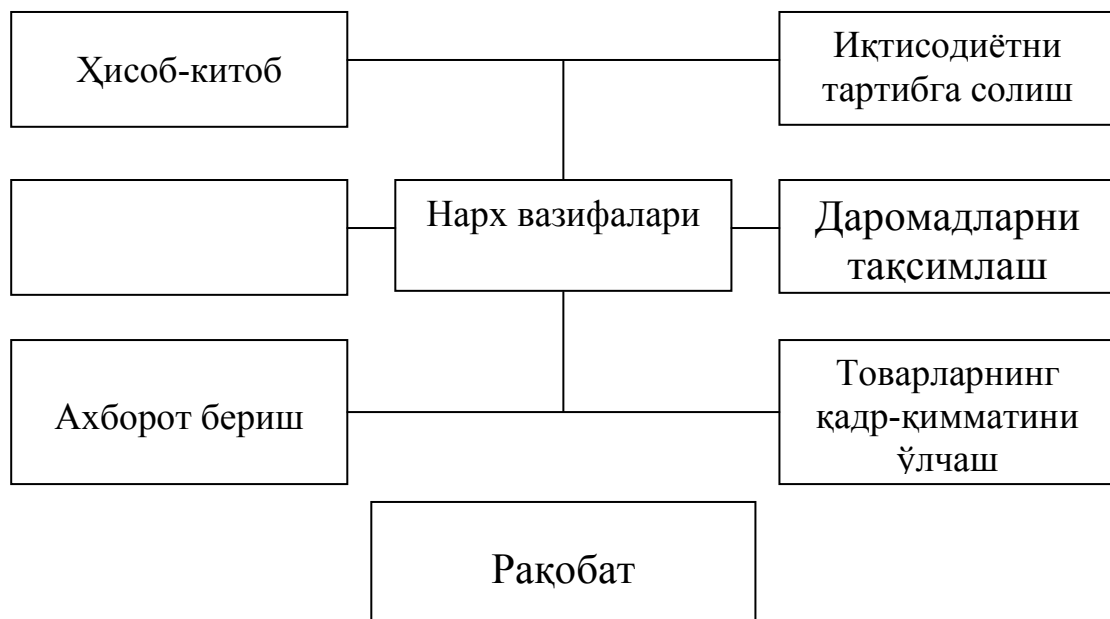 Ҳисоб-китоб
Иқтисодиётни
тартибга солиш
Нарх вазифалари
Даромадларни
тақсимлаш
Ахборот бериш
Товарларнинг
қадр-қимматини
ўлчаш
Рақобат